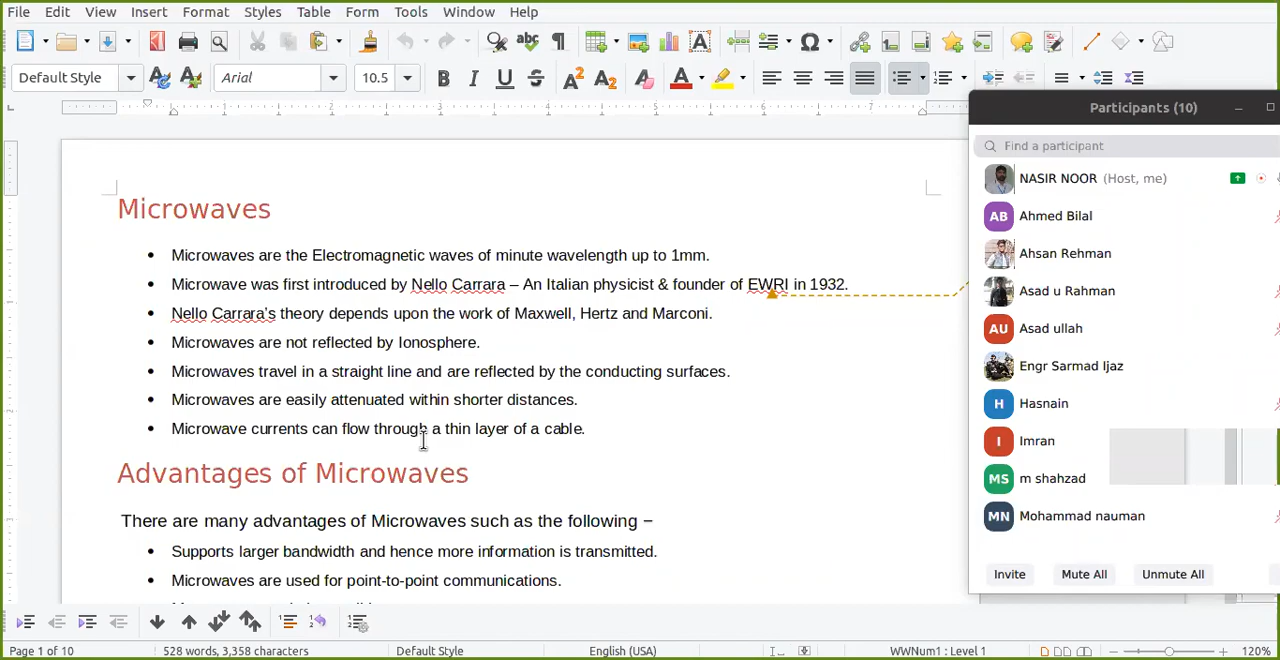 File Edit View Insert Format Styles Table Form Tools Window Help
Default Style Arial 10.5
1 2 3 4 5 6 7
Microwaves
• Microwaves are the Electromagnetic waves of minute wavelength up to 1mm.
• Microwave was first introduced by Nello Carrara – An Italian physicist & founder of EWRI in 1932.
• Nello Carrara's theory depends upon the work of Maxwell, Hertz and Marconi.
• Microwaves are not reflected by Ionosphere.
• Microwaves travel in a straight line and are reflected by the conducting surfaces.
• Microwaves are easily attenuated within shorter distances.
• Microwave currents can flow through a thin layer of a cable.
Advantages of Microwaves
There are many advantages of Microwaves such as the following −
• Supports larger bandwidth and hence more information is transmitted.
• Microwaves are used for point-to-point communications.
Participants (10)
Find a participant
NASIR NOOR (Host, me)
AB Ahmed Bilal
Ahsan Rehman
Asad u Rahman
AU Asad ullah
Engr Sarmad Ijaz
H Hasnain
I Imran
MS m shahzad
MN Mohammad nauman
Invite Mute All Unmute All
Page 1 of 10 528 words, 3,358 characters Default Style English (USA) WWNum1 : Level 1 120%